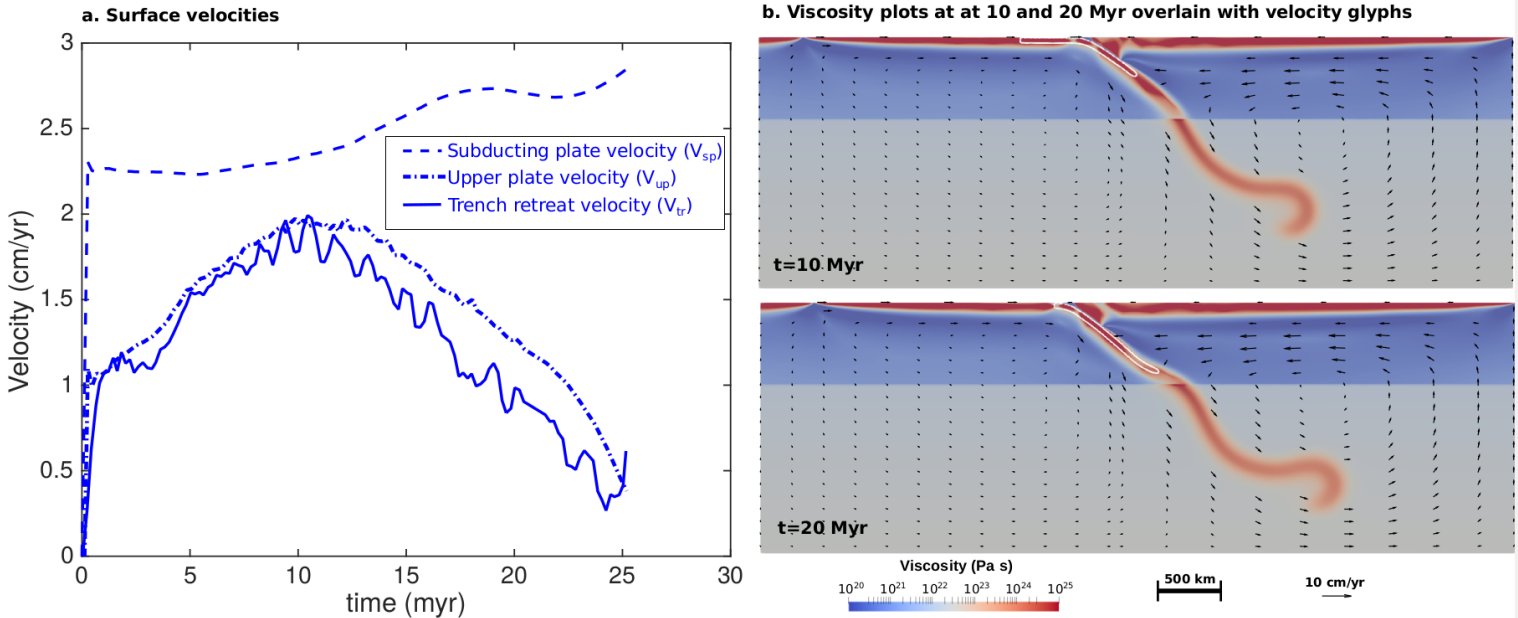 a. Surface velocities
3
2.5
2
1.5
1
0.5
0
0
5
10
15
20
25
30
Velocity (cm/yr)
time (myr)
Subducting plate velocity (Vsp)
Upper plate velocity (Vup)
Trench retreat velocity (Vtr)
b. Viscosity plots at at 10 and 20 Myr overlain with velocity glyphs
t=10 Myr
t=20 Myr
Viscosity (Pa s)
10^20 10^21 10^22 10^23 10^24 10^25
500 km
10 cm/yr